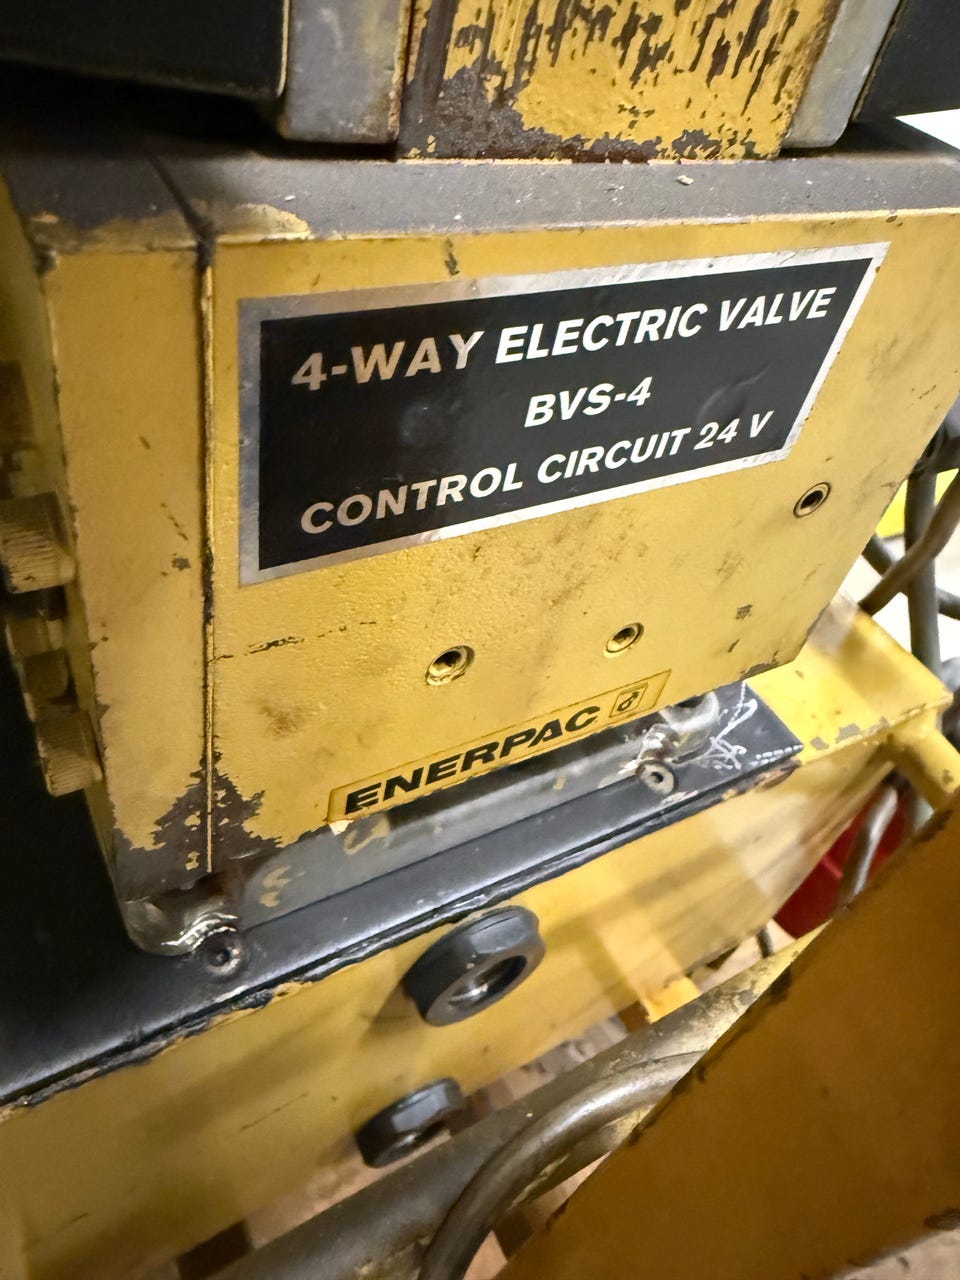 4-WAY ELECTRIC VALVE
BVS-4
CONTROL CIRCUIT 24 V
ENERPAC